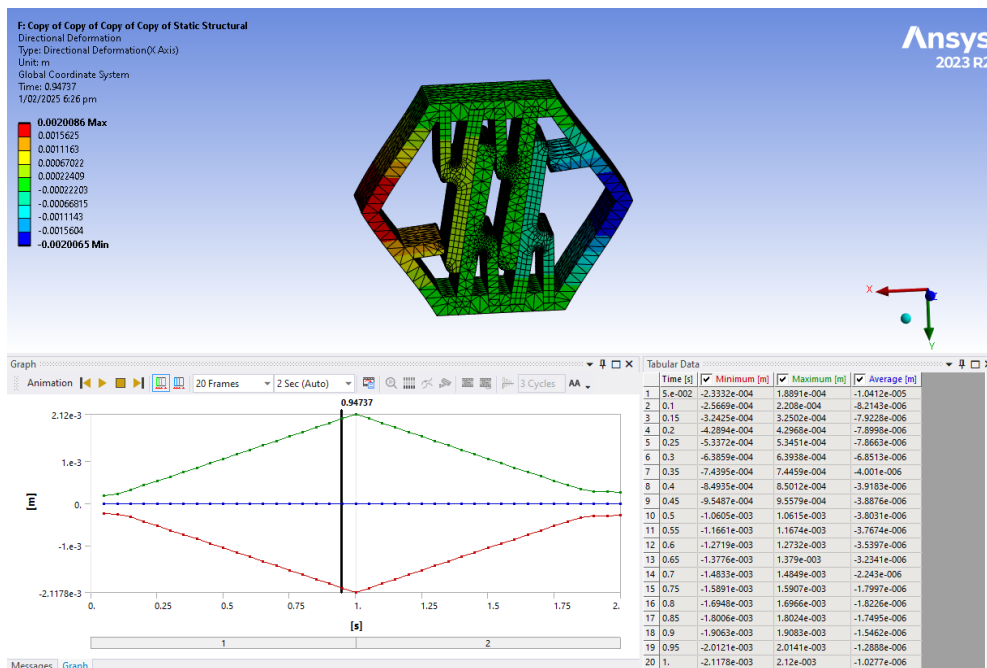 F: Copy of Copy of Copy of Copy of Static Structural
Directional Deformation
Type: Directional Deformation(X Axis)
Unit: m
Global Coordinate System
Time: 0.94737
1/02/2025 6:26 pm
0.0020086 Max
0.0015625
0.0011163
0.00067022
0.00022409
-0.00022203
-0.00066815
-0.0011143
-0.0015604
-0.0020065 Min
Ansys
2023 R2
X
Y
Graph
Animation 20 Frames 2 Sec (Auto) 3 Cycles AA
0.94737
2.12e-3
1.e-3
0.
-1.e-3
-2.1178e-3
[m]
0. 0.25 0.5 0.75 1. 1.25 1.5 1.75 2.
[s]
1 2
Messages Graph
Tabular Data
Time [s] Minimum [m] Maximum [m] Average [m]
1 5.e-002 -2.3332e-004 1.8891e-004 -1.0412e-005
2 0.1 -2.5669e-004 2.208e-004 -8.2143e-006
3 0.15 -3.2425e-004 3.2502e-004 -7.9228e-006
4 0.2 -4.2894e-004 4.2968e-004 -7.8998e-006
5 0.25 -5.3372e-004 5.3451e-004 -7.8663e-006
6 0.3 -6.3859e-004 6.3938e-004 -6.8513e-006
7 0.35 -7.4395e-004 7.4459e-004 -4.001e-006
8 0.4 -8.4935e-004 8.5012e-004 -3.9183e-006
9 0.45 -9.5487e-004 9.5579e-004 -3.8876e-006
10 0.5 -1.0605e-003 1.0615e-003 -3.8031e-006
11 0.55 -1.1661e-003 1.1674e-003 -3.7674e-006
12 0.6 -1.2719e-003 1.2732e-003 -3.5397e-006
13 0.65 -1.3776e-003 1.379e-003 -3.2341e-006
14 0.7 -1.4833e-003 1.4849e-003 -2.243e-006
15 0.75 -1.5891e-003 1.5907e-003 -1.7997e-006
16 0.8 -1.6948e-003 1.6966e-003 -1.8226e-006
17 0.85 -1.8006e-003 1.8024e-003 -1.7495e-006
18 0.9 -1.9063e-003 1.9083e-003 -1.5462e-006
19 0.95 -2.0121e-003 2.0141e-003 -1.2888e-006
20 1. -2.1178e-003 2.12e-003 -1.0277e-006